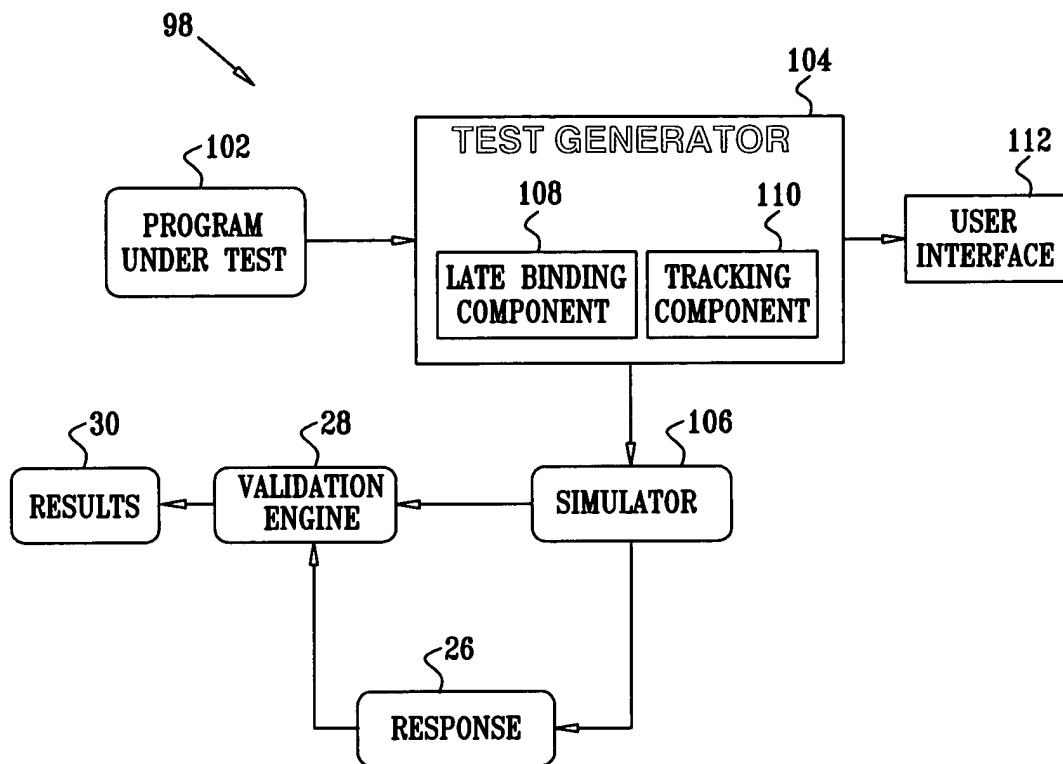 98
104
TEST GENERATOR
102
112
PROGRAM
UNDER TEST
108
110
USER
INTERFACE
LATE BINDING
COMPONENT
TRACKING
COMPONENT
30
28
106
RESULTS
VALIDATION
ENGINE
SIMULATOR
26
RESPONSE